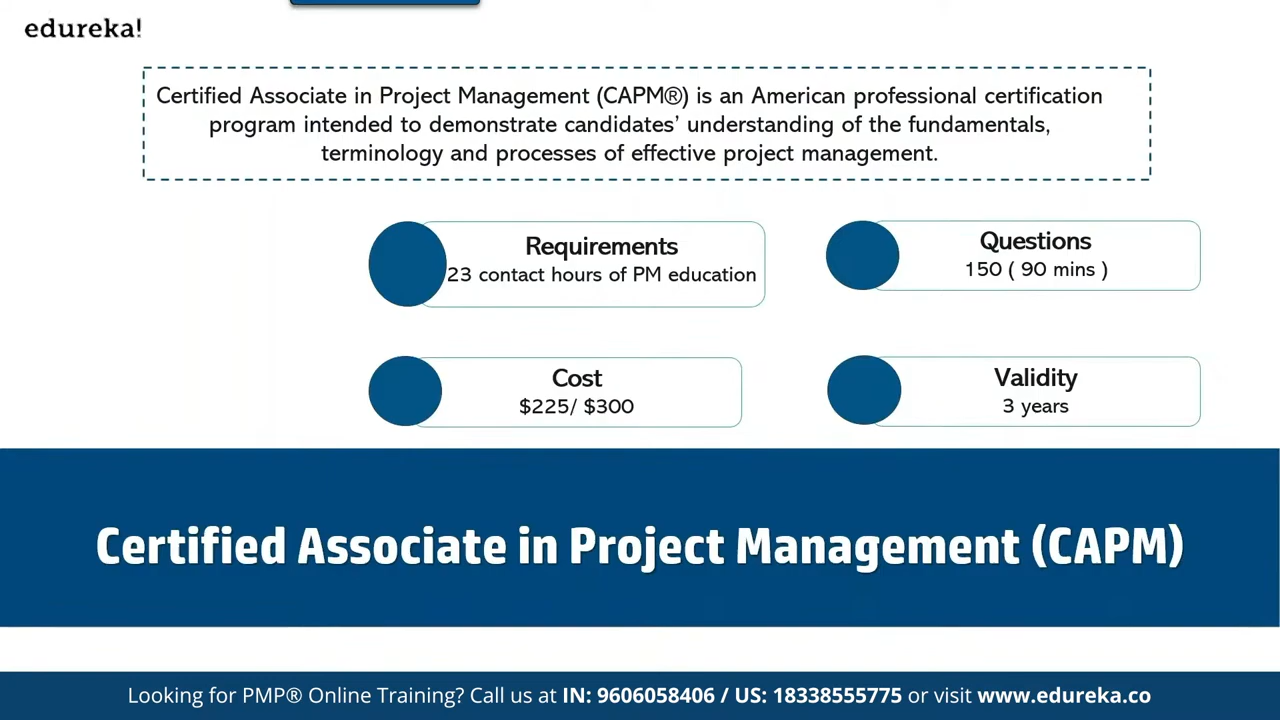 edureka!
Certified Associate in Project Management (CAPM®) is an American professional certification
program intended to demonstrate candidates’ understanding of the fundamentals,
terminology and processes of effective project management.
Requirements
23 contact hours of PM education
Questions
150 ( 90 mins )
Cost
$225/ $300
Validity
3 years
Certified Associate in Project Management (CAPM)
Looking for PMP® Online Training? Call us at IN: 9606058406 / US: 18338555775 or visit www.edureka.co